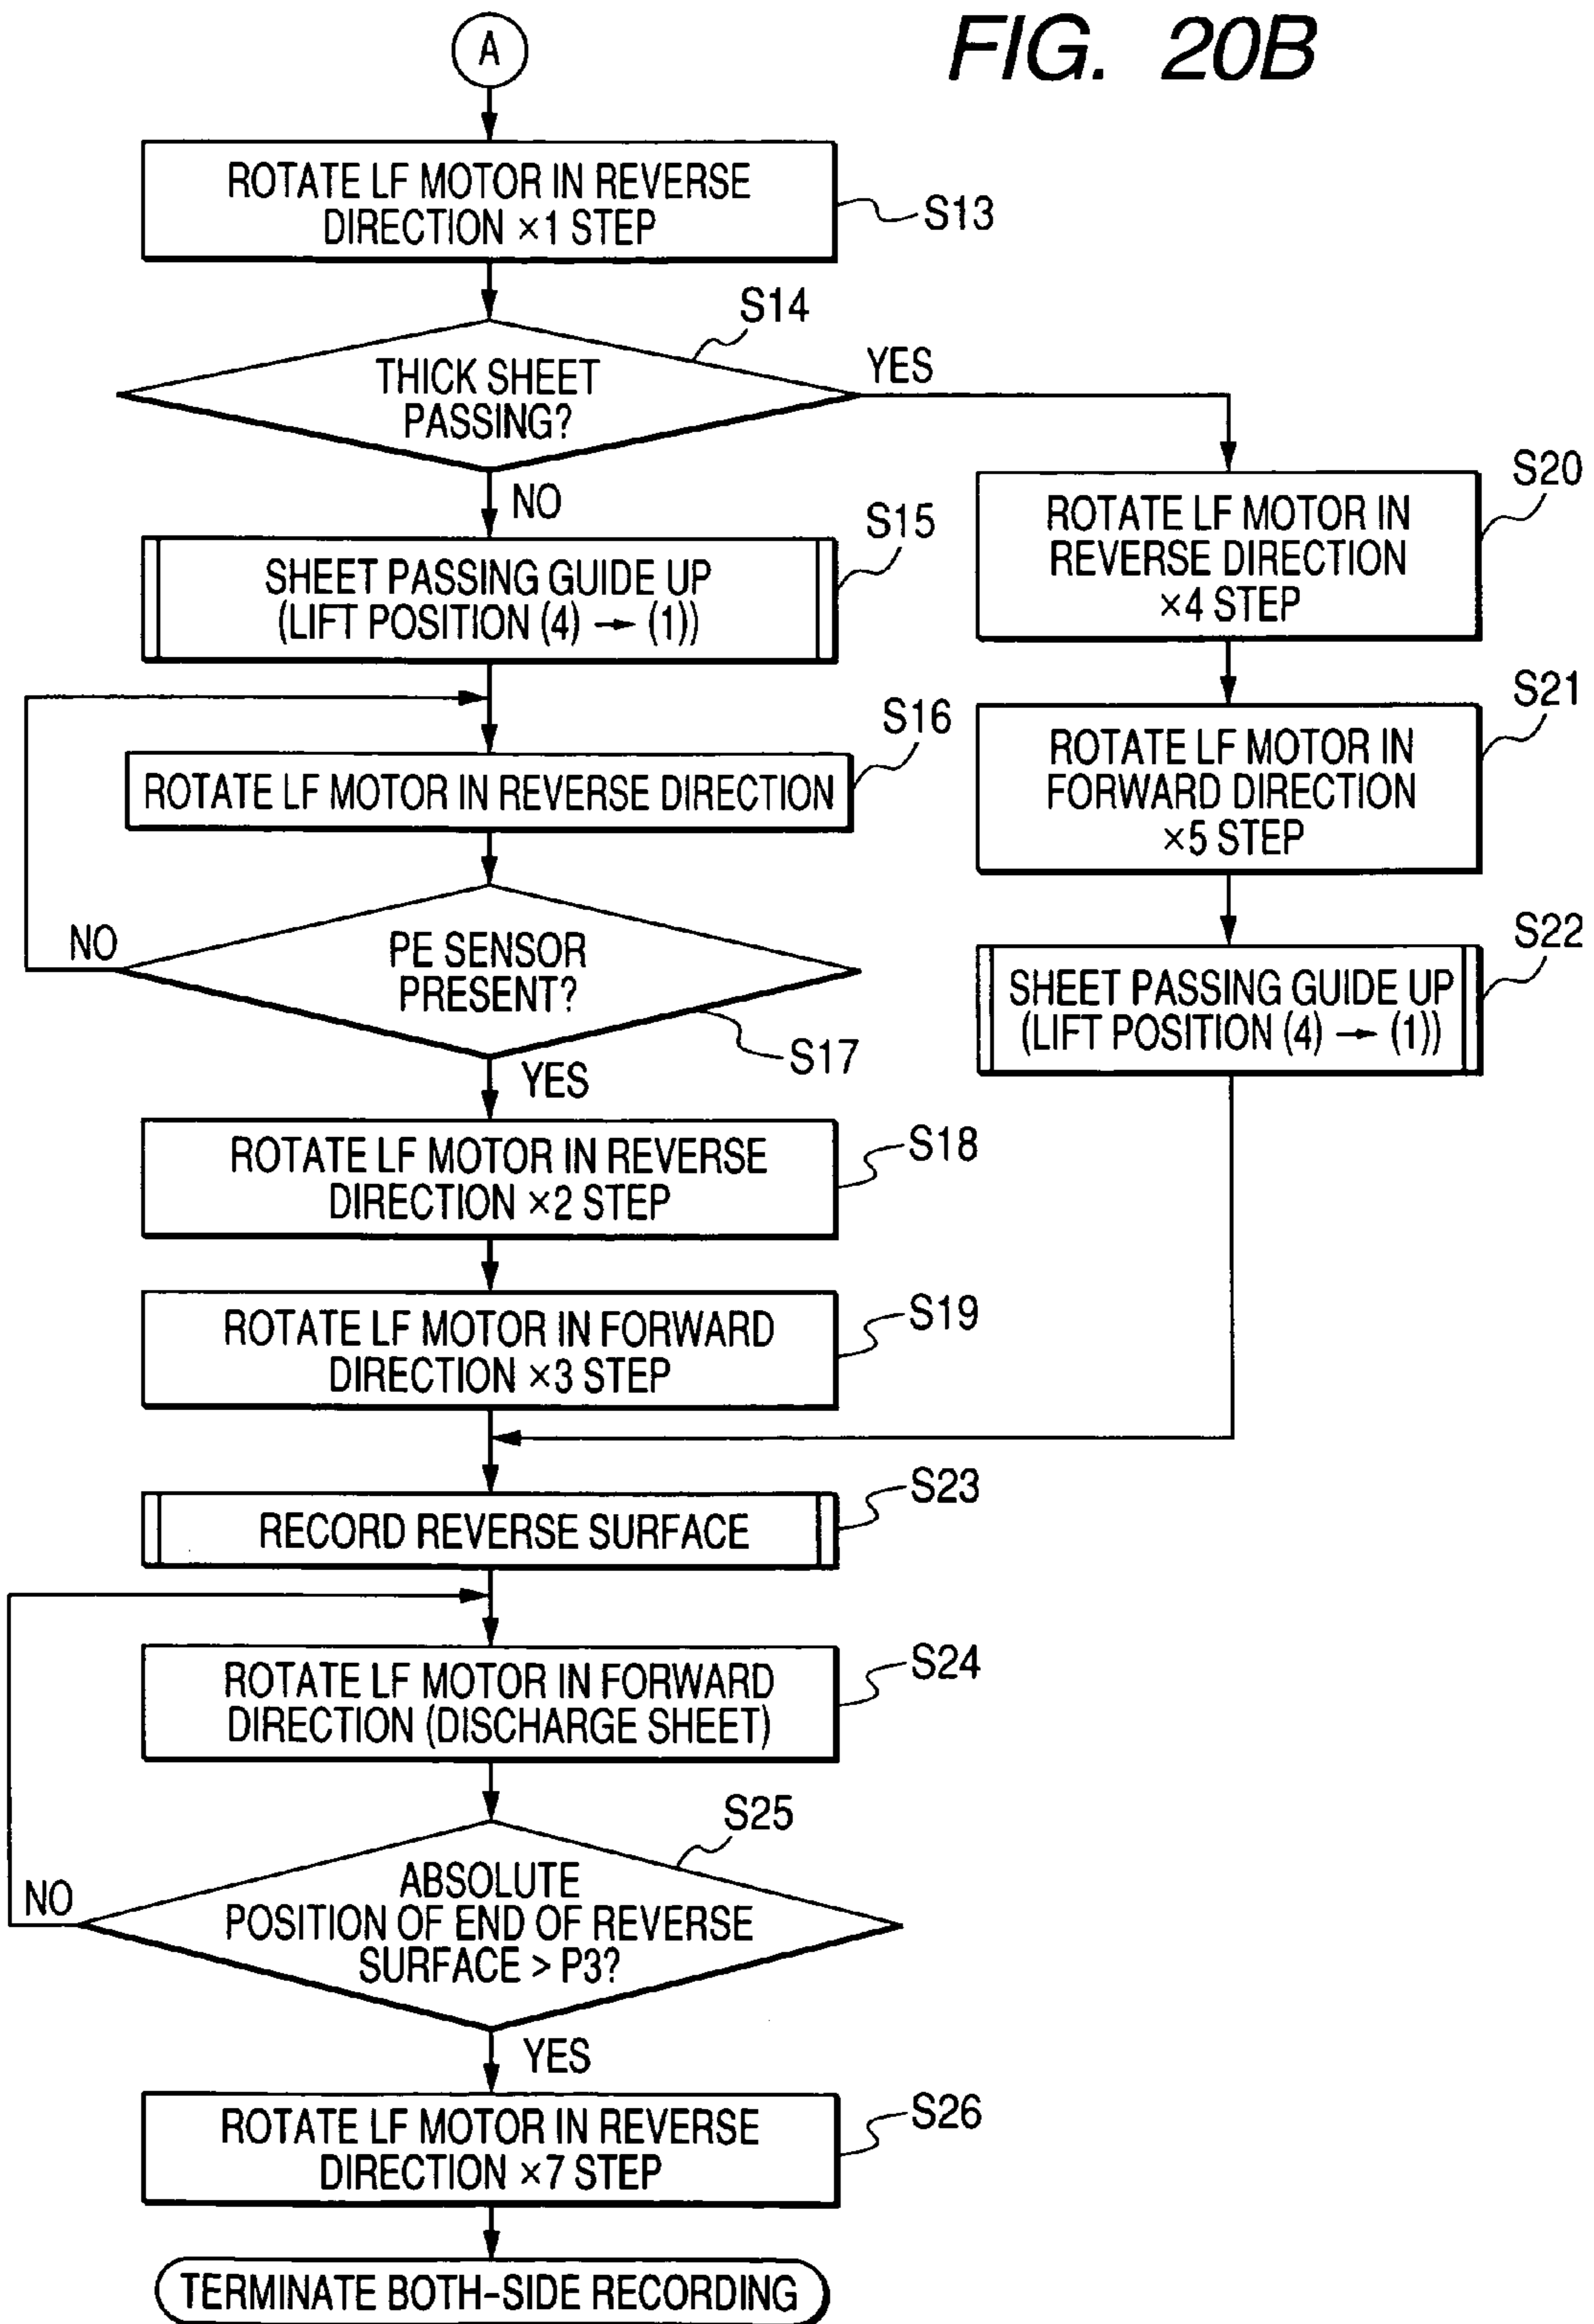 FIG. 20B
A
ROTATE LF MOTOR IN REVERSE
DIRECTION ×1 STEP
S13
S14
THICK SHEET
PASSING?
YES
NO
S15
SHEET PASSING GUIDE UP
(LIFT POSITION (4) → (1))
S16
ROTATE LF MOTOR IN REVERSE DIRECTION
NO
PE SENSOR
PRESENT?
S17
YES
ROTATE LF MOTOR IN REVERSE
DIRECTION ×2 STEP
S18
ROTATE LF MOTOR IN FORWARD
DIRECTION ×3 STEP
S19
S20
ROTATE LF MOTOR IN
REVERSE DIRECTION
×4 STEP
S21
ROTATE LF MOTOR IN
FORWARD DIRECTION
×5 STEP
S22
SHEET PASSING GUIDE UP
(LIFT POSITION (4) → (1))
S23
RECORD REVERSE SURFACE
S24
ROTATE LF MOTOR IN FORWARD
DIRECTION (DISCHARGE SHEET)
S25
NO
ABSOLUTE
POSITION OF END OF REVERSE
SURFACE > P3?
YES
S26
ROTATE LF MOTOR IN REVERSE
DIRECTION ×7 STEP
TERMINATE BOTH-SIDE RECORDING